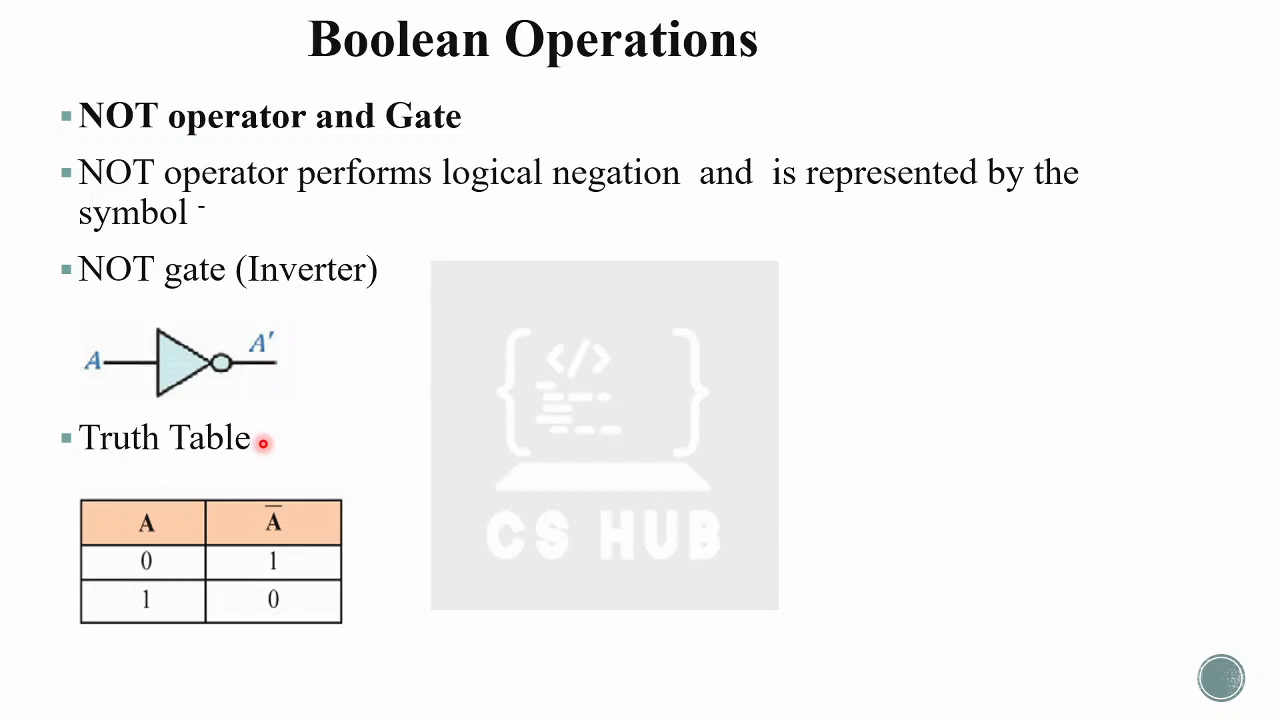 Boolean Operations
▪ NOT operator and Gate
▪ NOT operator performs logical negation and is represented by the
symbol -
▪ NOT gate (Inverter)
A A′
▪ Truth Table
A A̅
0 1
1 0
</>
CS HUB